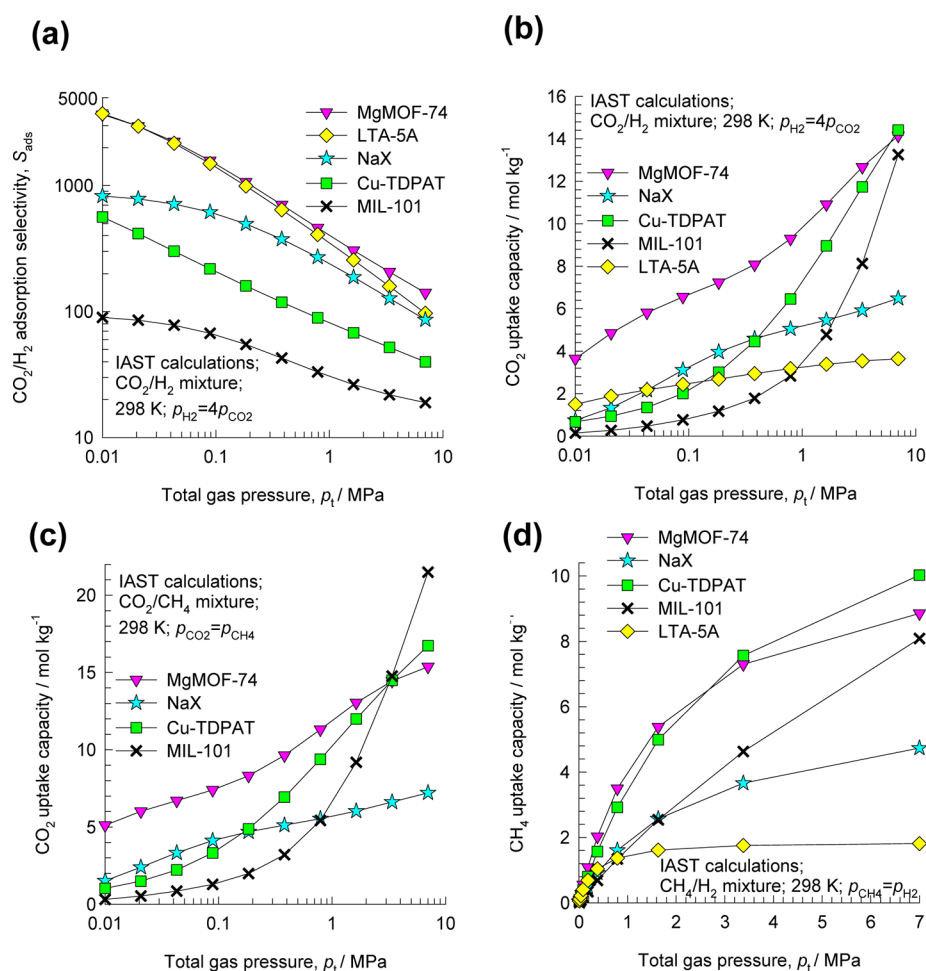 (a)
CO2/H2 adsorption selectivity, Sads
5000
1000
100
10
MgMOF-74
LTA-5A
NaX
Cu-TDPAT
MIL-101
IAST calculations;
CO2/H2 mixture;
298 K; pH2=4pCO2
0.01
0.1
1
10
Total gas pressure, pt / MPa
(b)
CO2 uptake capacity / mol kg-1
16
14
12
10
8
6
4
2
0
IAST calculations;
CO2/H2 mixture; 298 K; pH2=4pCO2
MgMOF-74
NaX
Cu-TDPAT
MIL-101
LTA-5A
0.01
0.1
1
10
Total gas pressure, pt / MPa
(c)
CO2 uptake capacity / mol kg-1
20
15
10
5
0
IAST calculations;
CO2/CH4 mixture;
298 K; pCO2=pCH4
MgMOF-74
NaX
Cu-TDPAT
MIL-101
0.01
0.1
1
10
Total gas pressure, pt / MPa
(d)
MgMOF-74
NaX
Cu-TDPAT
MIL-101
LTA-5A
CH4 uptake capacity / mol kg-1
10
8
6
4
2
0
IAST calculations;
CH4/H2 mixture; 298 K; pCH4=pH2
0
1
2
3
4
5
6
7
Total gas pressure, pt / MPa